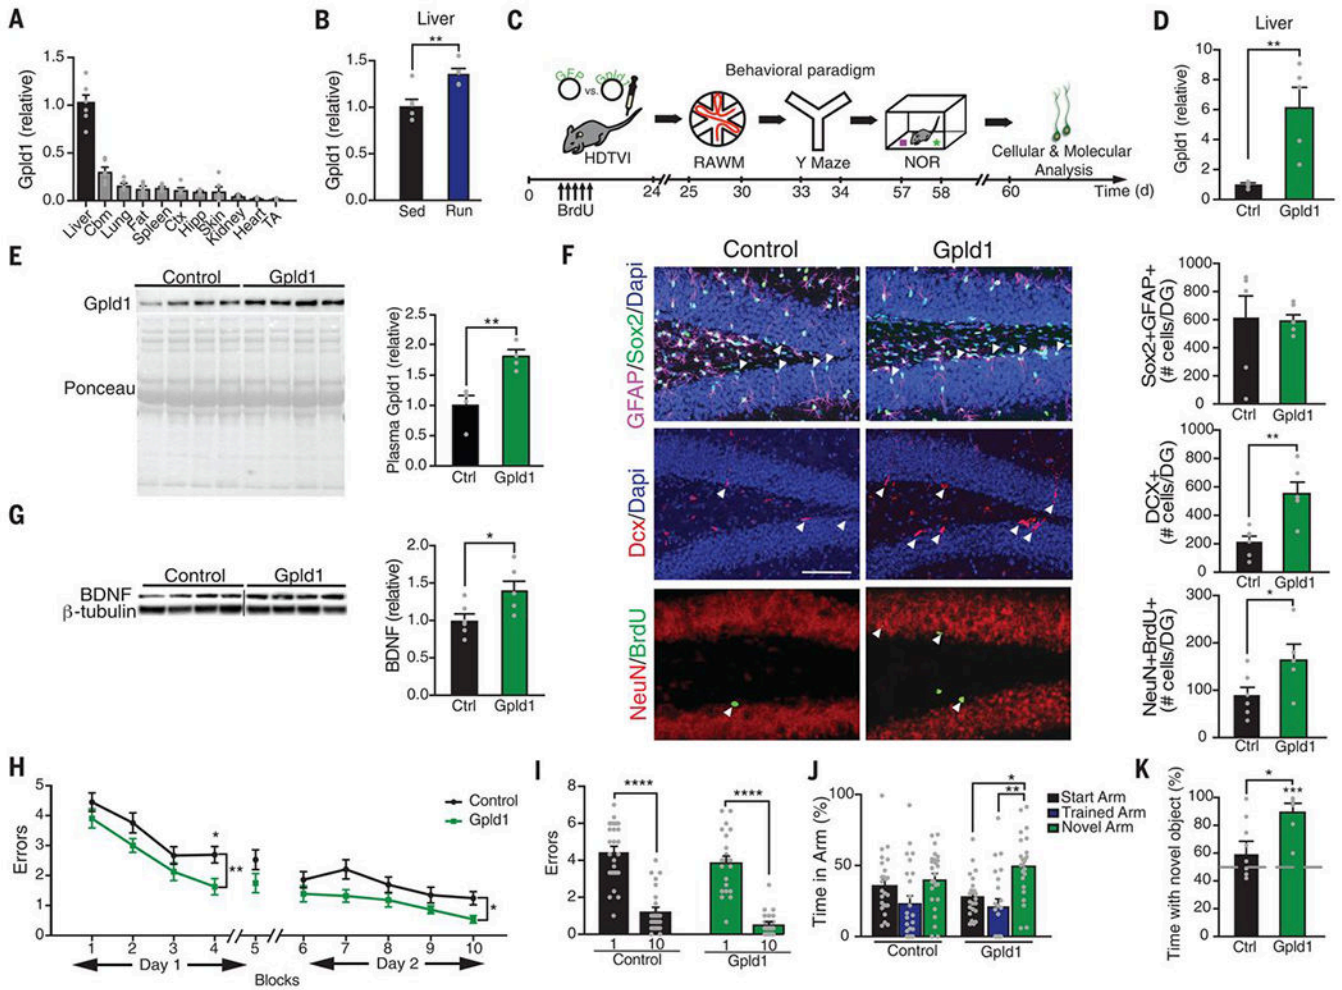 A
Gpld1 (relative)
1.5
1.0
0.5
0.0
Liver
Cbm
Lung
Fat
Spleen
Ctx
Hipp
Skin
Kidney
Heart
TA
B
Liver
**
Gpld1 (relative)
1.5
1.0
0.5
0.0
Sed
Run
C
Behavioral paradigm
GFP
vs.
HDTVI
RAWM
Y Maze
NOR
Cellular & Molecular
Analysis
0
24
25
30
33
34
57
58
60
Time (d)
BrdU
D
Liver
**
Gpld1 (relative)
10
8
6
4
2
0
Ctrl
Gpld1
E
Control
Gpld1
Gpld1
Ponceau
**
Plasma Gpld1 (relative)
2.5
2.0
1.5
1.0
0.5
0.0
Ctrl
Gpld1
F
Control
Gpld1
GFAP/Sox2/Dapi
Dcx/Dapi
NeuN/BrdU
Sox2+GFAP+
(# cells/DG)
1000
800
600
400
200
0
Ctrl
Gpld1
**
DCX+
(# cells/DG)
1000
800
600
400
200
0
Ctrl
Gpld1
*
NeuN+BrdU+
(# cells/DG)
300
200
100
0
Ctrl
Gpld1
G
Control
Gpld1
BDNF
β-tubulin
*
BDNF (relative)
2.0
1.5
1.0
0.5
0.0
Ctrl
Gpld1
H
Errors
5
4
3
2
1
0
Control
Gpld1
*
**
*
1
2
3
4
5
6
7
8
9
10
Day 1
Blocks
Day 2
I
Errors
8
6
4
2
0
****
****
1
10
1
10
Control
Gpld1
J
Time in Arm (%)
100
50
0
*
**
Start Arm
Trained Arm
Novel Arm
Control
Gpld1
K
Time with novel object (%)
100
80
60
40
20
0
*
***
Ctrl
Gpld1